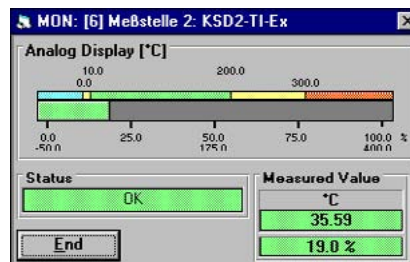 MON: [6] Meßstelle 2: KSD2-TI-Ex
Analog Display [°C]
10.0 200.0
0.0 300.0
0.0 25.0 50.0 75.0 100.0 %
-50.0 175.0 400.0
Status
OK
Measured Value
°C
35.59
19.0 %
End